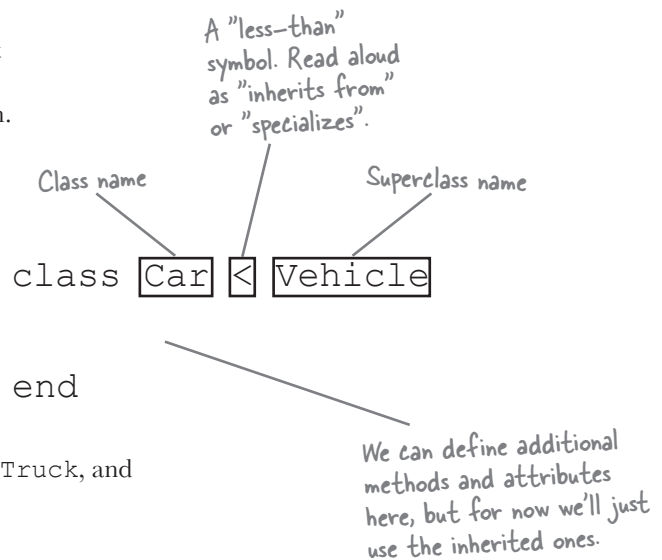 A "less-than"
symbol. Read aloud
as "inherits from"
or "specializes".
n.
Class name
Superclass name
class Car < Vehicle
end
Truck, and
We can define additional
methods and attributes
here, but for now we'll just
use the inherited ones.